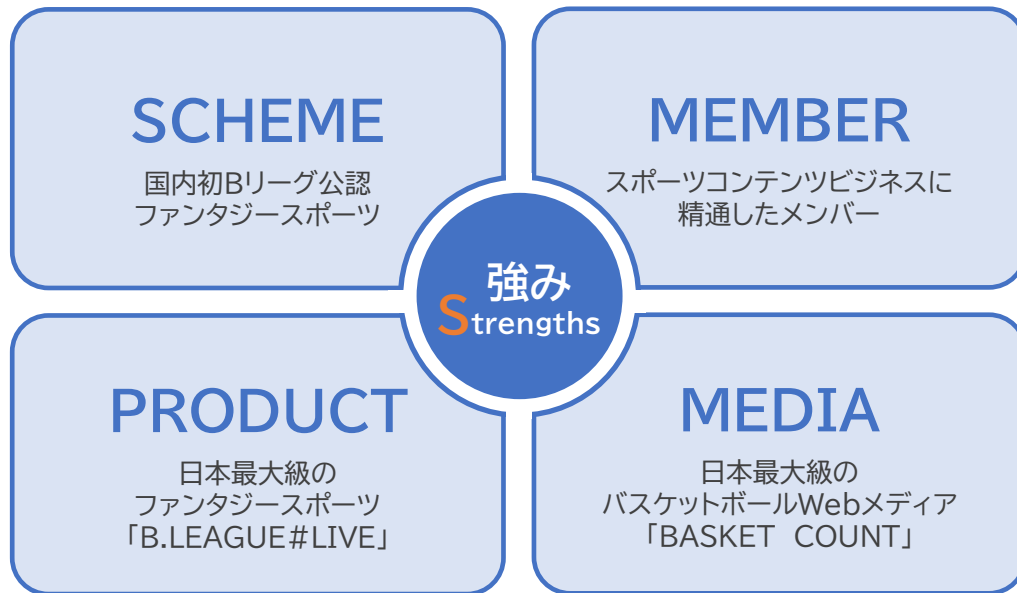 SCHEME
国内初Bリーグ公認
ファンタジースポーツ
MEMBER
スポーツコンテンツビジネスに
精通したメンバー
強み
Strengths
PRODUCT
日本最大級の
ファンタジースポーツ
「B.LEAGUE#LIVE」
MEDIA
日本最大級の
バスケットボールWebメディア
「BASKET COUNT」